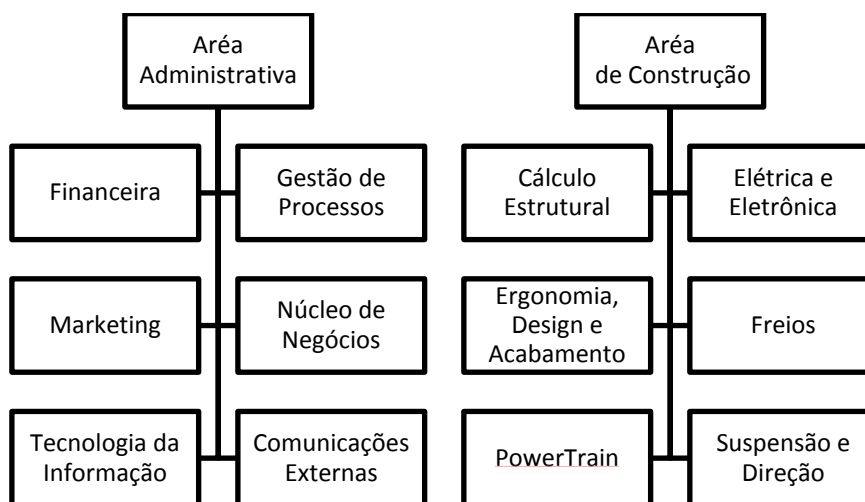 Aréa
Administrativa
Financeira
Gestão de
Processos
Marketing
Núcleo de
Negócios
Tecnologia da
Informação
Comunicações
Externas
Aréa
de Construção
Cálculo
Estrutural
Elétrica e
Eletrônica
Ergonomia,
Design e
Acabamento
Freios
PowerTrain
Suspensão e
Direção